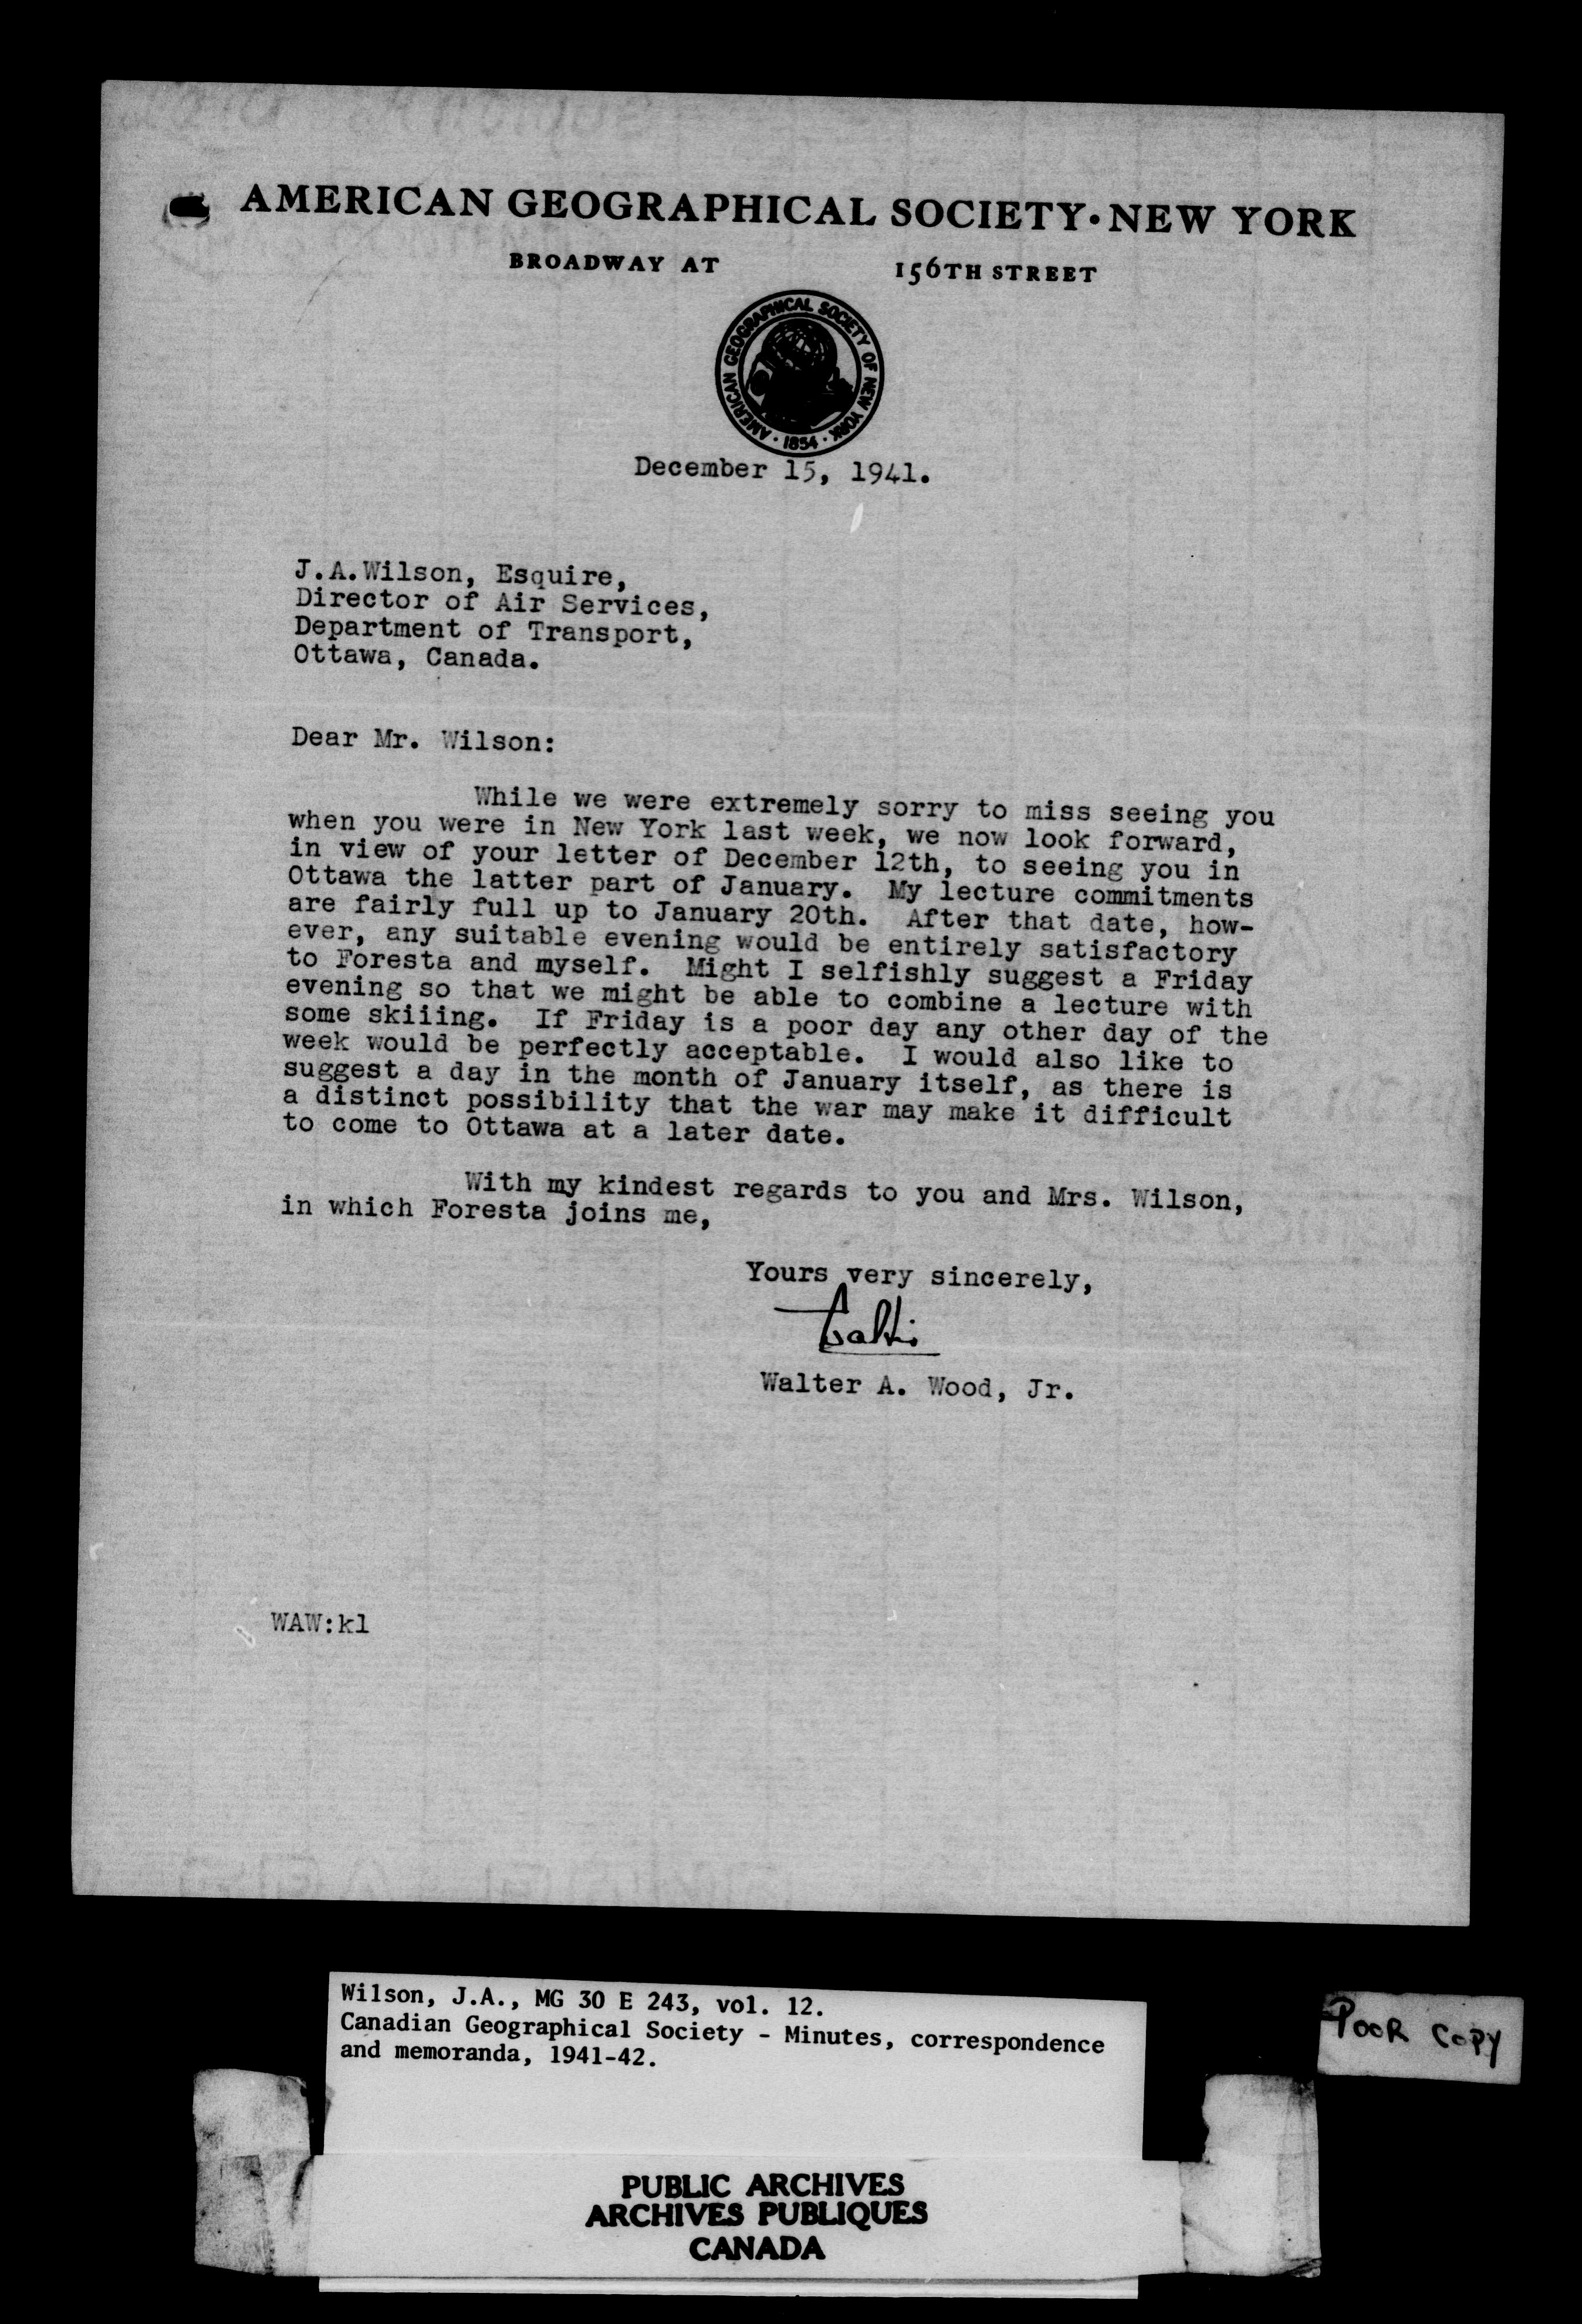 AMERICAN GEOGRAPHICAL SOCIETY·NEW YORK
BROADWAY AT 156TH STREET
AMERICAN GEOGRAPHICAL SOCIETY OF NEW YORK · 1854 ·
December 15, 1941.
J.A.Wilson, Esquire,
Director of Air Services,
Department of Transport,
Ottawa, Canada.
Dear Mr. Wilson:
While we were extremely sorry to miss seeing you
when you were in New York last week, we now look forward,
in view of your letter of December 12th, to seeing you in
Ottawa the latter part of January. My lecture commitments
are fairly full up to January 20th. After that date, how-
ever, any suitable evening would be entirely satisfactory
to Foresta and myself. Might I selfishly suggest a Friday
evening so that we might be able to combine a lecture with
some skiiing. If Friday is a poor day any other day of the
week would be perfectly acceptable. I would also like to
suggest a day in the month of January itself, as there is
a distinct possibility that the war may make it difficult
to come to Ottawa at a later date.
With my kindest regards to you and Mrs. Wilson,
in which Foresta joins me,
Yours very sincerely,
Walter A. Wood, Jr.
WAW:kl
Wilson, J.A., MG 30 E 243, vol. 12.
Canadian Geographical Society - Minutes, correspondence
and memoranda, 1941-42.
POOR COPY
PUBLIC ARCHIVES
ARCHIVES PUBLIQUES
CANADA